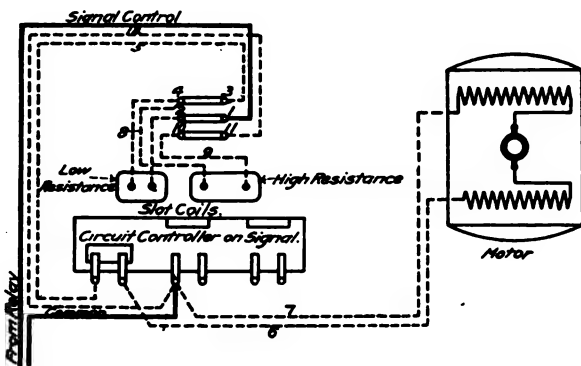 Signal Control
5
4 3
1
11
8
9
Low
Resistance
High Resistance
Slot Coils.
Circuit Controller on Signal.
Motor
Common
7
6
From Relay